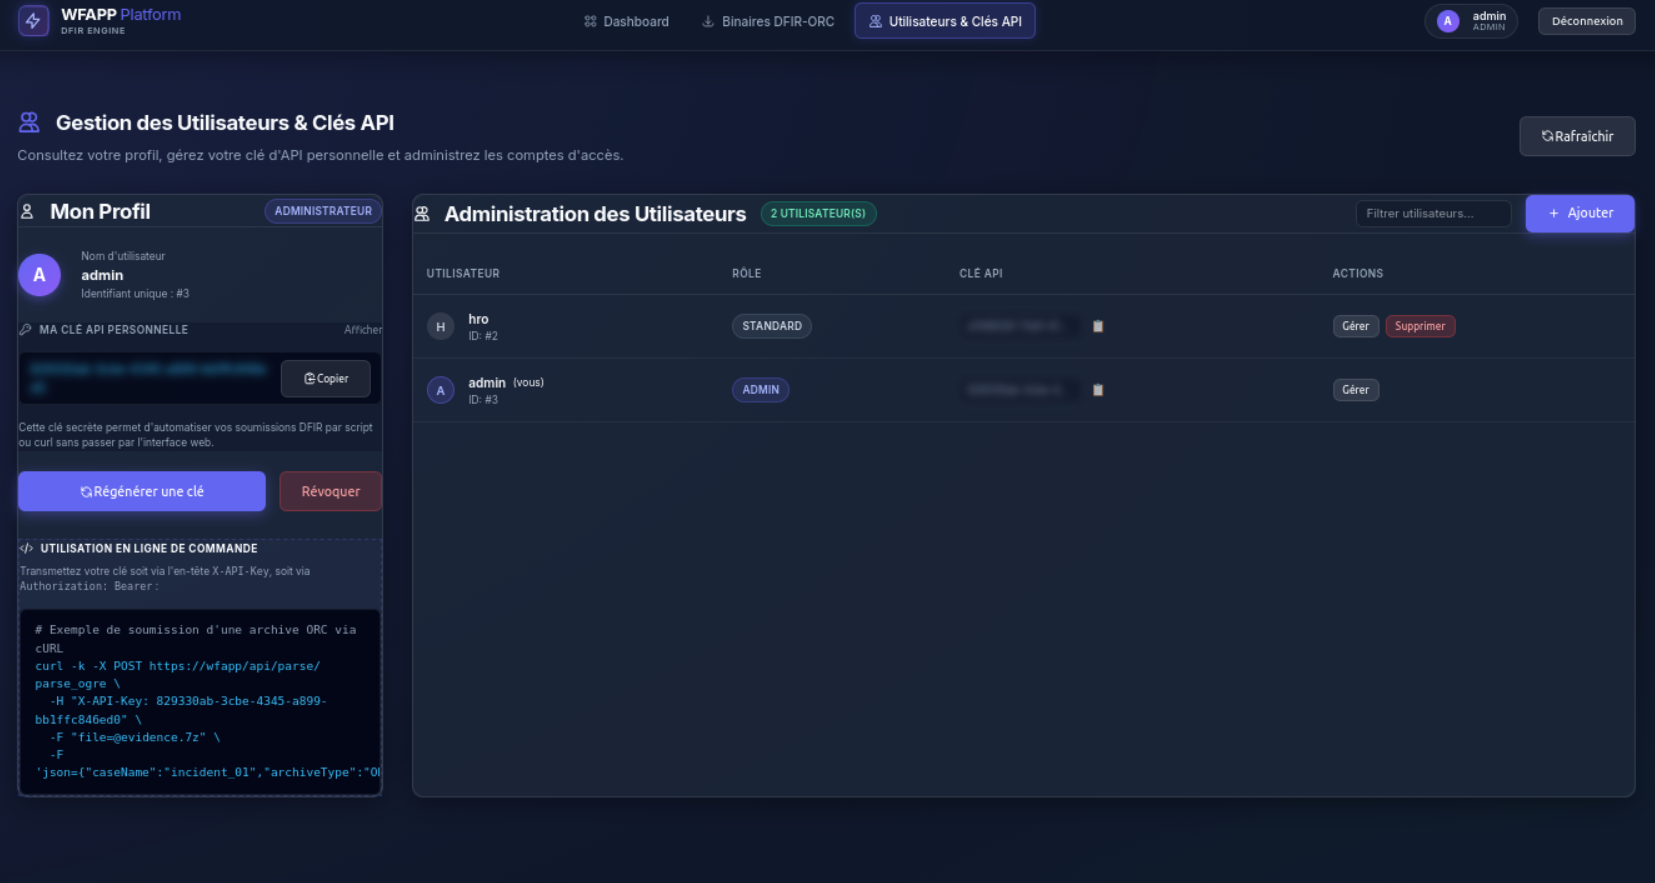 WFAPP Platform
DFIR ENGINE
Dashboard
Binaires DFIR-ORC
Utilisateurs & Clés API
A
admin
ADMIN
Déconnexion
Gestion des Utilisateurs & Clés API
Consultez votre profil, gérez votre clé d'API personnelle et administrez les comptes d'accès.
Rafraîchir
Mon Profil
ADMINISTRATEUR
A
Nom d'utilisateur
admin
Identifiant unique : #3
MA CLÉ API PERSONNELLE
Afficher
Copier
Cette clé secrète permet d'automatiser vos soumissions DFIR par script
ou curl sans passer par l'interface web.
Régénérer une clé
Révoquer
</> UTILISATION EN LIGNE DE COMMANDE
Transmettez votre clé soit via l'en-tête X-API-Key, soit via
Authorization: Bearer :
# Exemple de soumission d'une archive ORC via
cURL
curl -k -X POST https://wfapp/api/parse/
parse_ogre \
-H "X-API-Key: 829330ab-3cbe-4345-a899-
bb1ffc846ed0" \
-F "file=@evidence.7z" \
-F
'json={"caseName":"incident_01","archiveType":"O
Administration des Utilisateurs
2 UTILISATEUR(S)
Filtrer utilisateurs...
+ Ajouter
UTILISATEUR RÔLE CLÉ API ACTIONS
H
hro
ID: #2
STANDARD
Gérer
Supprimer
A
admin (vous)
ID: #3
ADMIN
Gérer